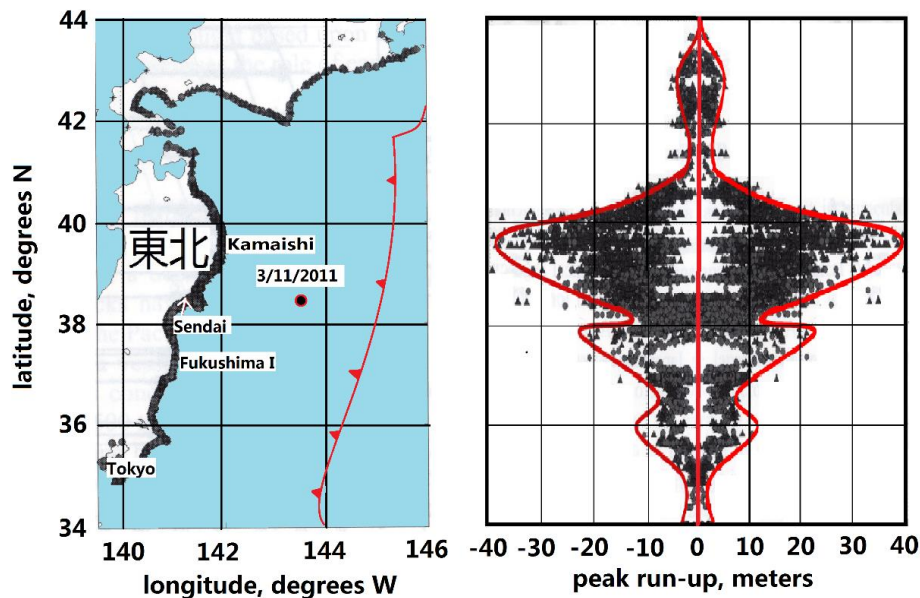 44
42
40
38
36
34
latitude, degrees N
東北
Kamaishi
3/11/2011
Sendai
Fukushima I
Tokyo
140 142 144 146
longitude, degrees W
-40 -30 -20 -10 0 10 20 30 40
peak run-up, meters